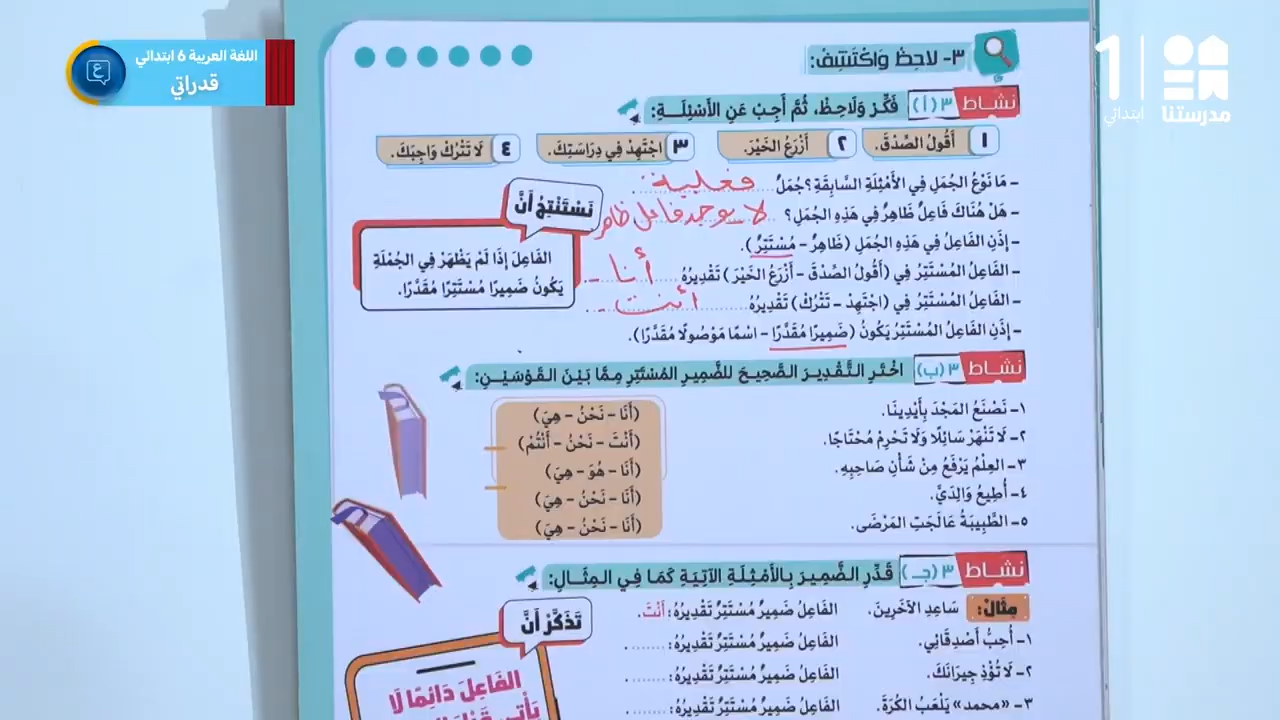 اللغة العربية 6 ابتدائي
قدراتي
1
ابتدائي
مدرستنا
٣- لَاحِظْ وَاكْتَشِفْ:
نشاط ٣ (أ) فَكِّرْ وَلَاحِظْ، ثُمَّ أَجِبْ عَنِ الأَسْئِلَةِ:
١ أَقُولُ الصِّدْقَ. ٢ أَزْرَعُ الخَيْرَ. ٣ اجْتَهِدْ فِي دِرَاسَتِكَ. ٤ لَا تَتْرُكْ وَاجِبَكَ.
- مَا نَوْعُ الجُمَلِ فِي الأَمْثِلَةِ السَّابِقَةِ؟ جُمَلٌ فعلية.
- هَلْ هُنَاكَ فَاعِلٌ ظَاهِرٌ فِي هَذِهِ الجُمَلِ؟ لا يوجد فاعل ظاهر
- إِذَنِ الفَاعِلُ فِي هَذِهِ الجُمَلِ (ظَاهِرٌ - مُسْتَتِرٌ).
- الفَاعِلُ المُسْتَتِرُ فِي (أَقُولُ الصِّدْقَ - أَزْرَعُ الخَيْرَ) تَقْدِيرُهُ أنا
- الفَاعِلُ المُسْتَتِرُ فِي (اجْتَهِدْ - تَتْرُكْ) تَقْدِيرُهُ أنت
- إِذَنِ الفَاعِلُ المُسْتَتِرُ يَكُونُ (ضَمِيرًا مُقَدَّرًا - اسْمًا مَوْصُولًا مُقَدَّرًا).
نَسْتَنْتِجُ أَنَّ
الفَاعِلَ إِذَا لَمْ يَظْهَرْ فِي الجُمْلَةِ
يَكُونُ ضَمِيرًا مُسْتَتِرًا مُقَدَّرًا.
نشاط ٣ (ب) اخْتَرِ التَّقْدِيرَ الصَّحِيحَ للضَّمِيرِ المُسْتَتِرِ مِمَّا بَيْنَ القَوْسَيْنِ:
١- نَصْنَعُ المَجْدَ بِأَيْدِينَا. (أَنَا - نَحْنُ - هِيَ)
٢- لَا تَنْهَرْ سَائِلًا وَلَا تَحْرِمْ مُحْتَاجًا. (أَنْتَ - نَحْنُ - أَنْتُمْ)
٣- العِلْمُ يَرْفَعُ مِنْ شَأْنِ صَاحِبِهِ. (أَنَا - هُوَ - هِيَ)
٤- أُطِيعُ وَالِدَيَّ. (أَنَا - نَحْنُ - هِيَ)
٥- الطَّبِيبَةُ عَالَجَتِ المَرْضَى. (أَنَا - نَحْنُ - هِيَ)
نشاط ٣ (جـ) قَدِّرِ الضَّمِيرَ بِالأَمْثِلَةِ الآتِيَةِ كَمَا فِي المِثَالِ:
مِثَالٌ: سَاعِدِ الآخَرِينَ. الفَاعِلُ ضَمِيرٌ مُسْتَتِرٌ تَقْدِيرُهُ: أَنْتَ.
١- أُحِبُّ أَصْدِقَائِي. الفَاعِلُ ضَمِيرٌ مُسْتَتِرٌ تَقْدِيرُهُ: .......
٢- لَا تُؤْذِ جِيرَانَكَ. الفَاعِلُ ضَمِيرٌ مُسْتَتِرٌ تَقْدِيرُهُ: .......
٣- «محمد» يَلْعَبُ الكُرَةَ. الفَاعِلُ ضَمِيرٌ مُسْتَتِرٌ تَقْدِيرُهُ: .......
تَذَكَّرْ أَنَّ
الفَاعِلَ دَائِمًا لَا
يَأْتِي